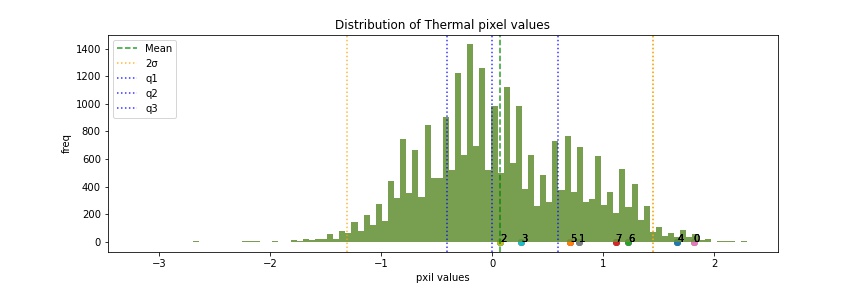 Distribution of Thermal pixel values
Mean
2σ
q1
q2
q3
freq
1400
1200
1000
800
600
400
200
0
2 3 5 1 7 6 4 0
−3 −2 −1 0 1 2
pxil values